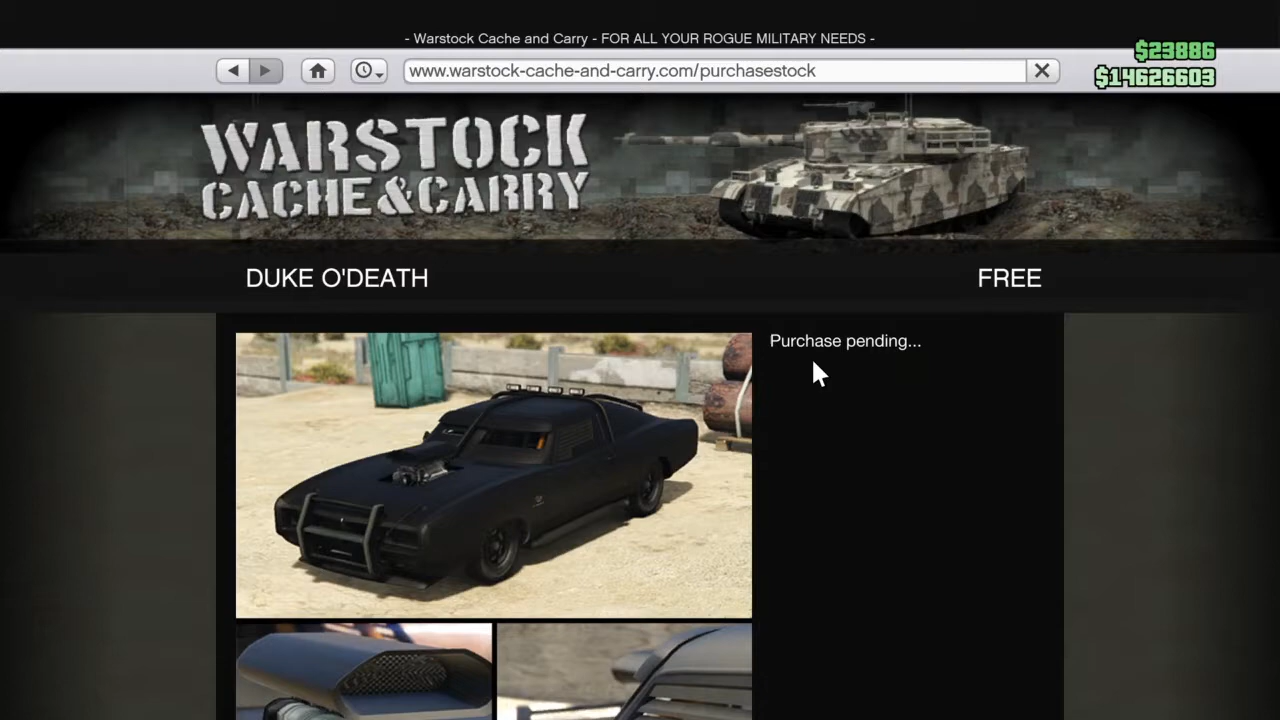 - Warstock Cache and Carry - FOR ALL YOUR ROGUE MILITARY NEEDS -
$23886
www.warstock-cache-and-carry.com/purchasestock
$14626603
WARSTOCK
CACHE&CARRY
DUKE O'DEATH
FREE
Purchase pending...